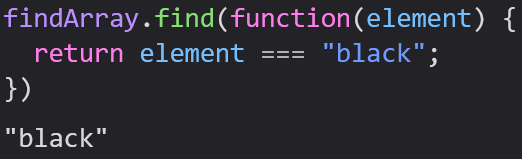 findArray.find(function(element) {
  return element === "black";
})
"black"